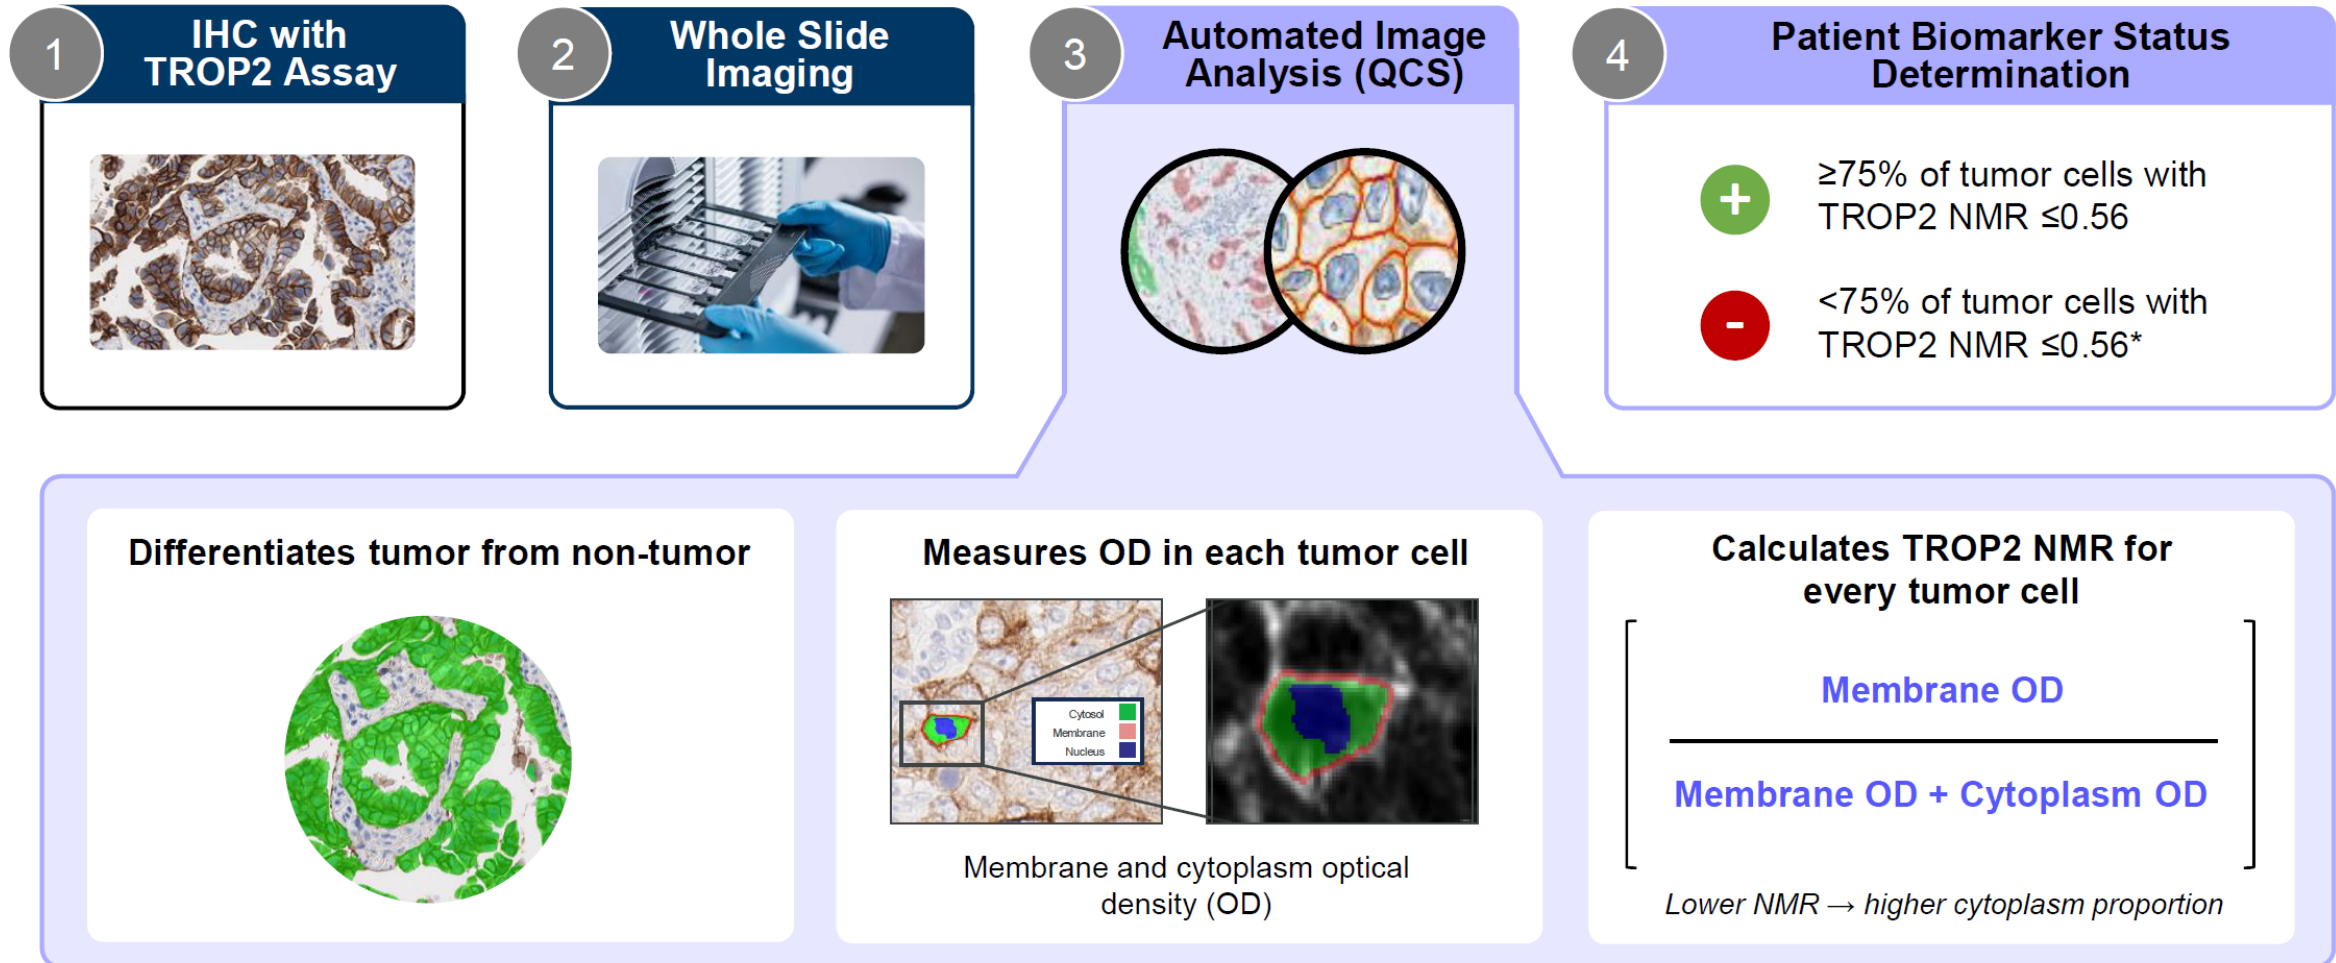 1
IHC with
TROP2 Assay
2
Whole Slide
Imaging
3
Automated Image
Analysis (QCS)
4
Patient Biomarker Status
Determination
+
≥75% of tumor cells with
TROP2 NMR ≤0.56
-
<75% of tumor cells with
TROP2 NMR ≤0.56*
Differentiates tumor from non-tumor
Measures OD in each tumor cell
Cytosol
Membrane
Nucleus
Membrane and cytoplasm optical
density (OD)
Calculates TROP2 NMR for
every tumor cell
Membrane OD
Membrane OD + Cytoplasm OD
Lower NMR → higher cytoplasm proportion